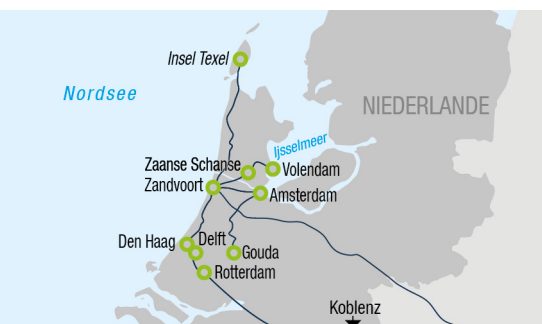 Insel Texel
Nordsee
NIEDERLANDE
Ijsselmeer
Zaanse Schanse
Volendam
Zandvoort
Amsterdam
Den Haag
Delft
Gouda
Rotterdam
Koblenz